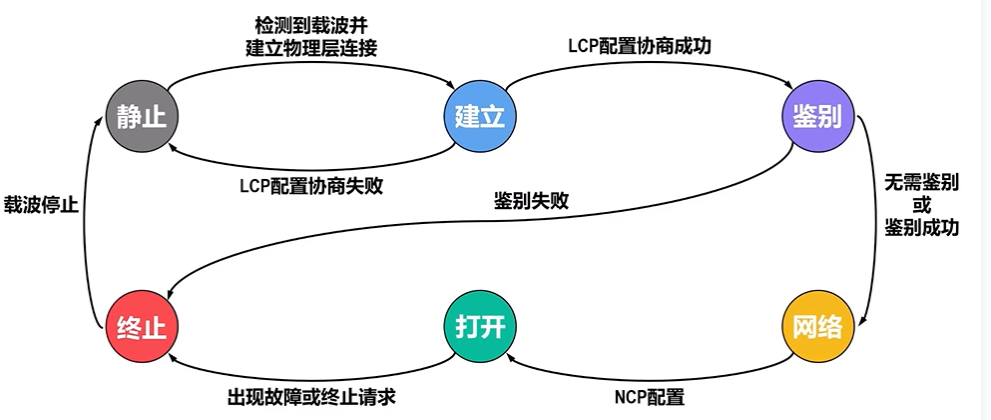 检测到载波并
建立物理层连接
LCP配置协商成功
静止
建立
鉴别
LCP配置协商失败
无需鉴别
或
鉴别成功
载波停止
鉴别失败
终止
打开
网络
出现故障或终止请求
NCP配置